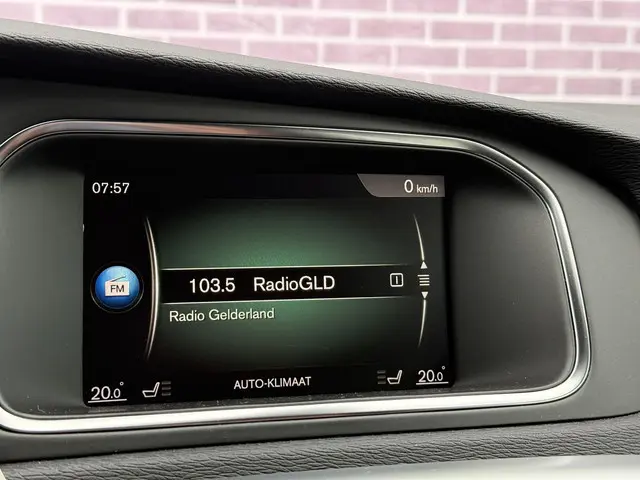 07:57
0 km/h
FM
103.5 RadioGLD
Radio Gelderland
20.0° AUTO-KLIMAAT 20.0°